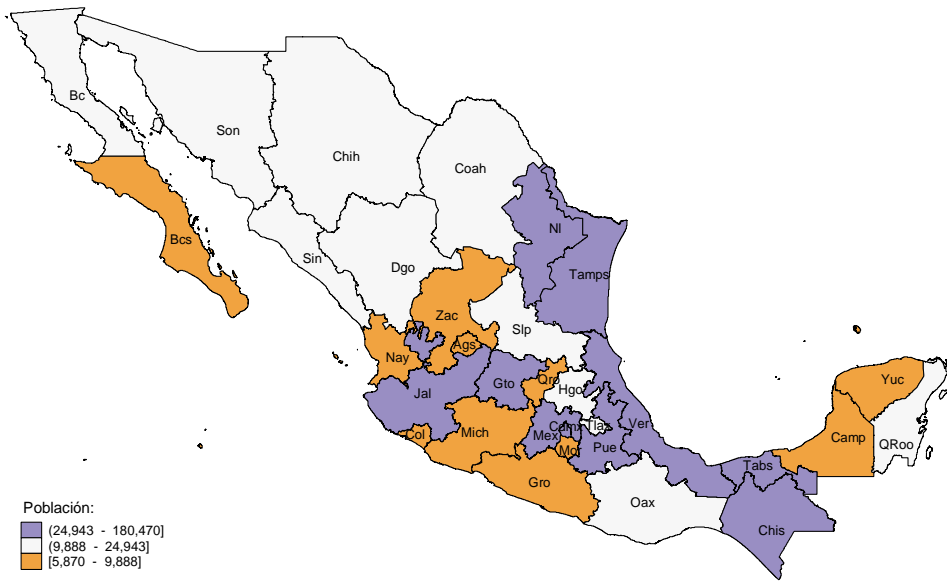 Bc
Son
Chih
Coah
Nl
Bcs
Sin
Dgo
Tamps
Zac
Slp
Nay
Ags
Yuc
Jal
Gto
Qro
Hgo
Camp
QRoo
Col
Mich
Mex
Cdmx
Tlax
Ver
Mor
Pue
Tabs
Gro
Oax
Chis
Población:
(24,943 - 180,470]
(9,888 - 24,943]
[5,870 - 9,888]